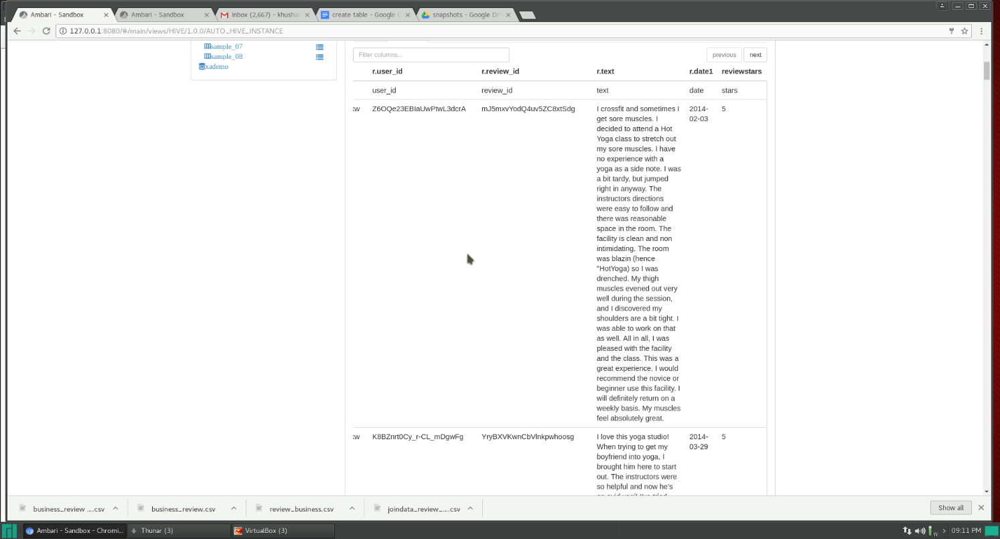 Ambari - Sandbox
Ambari - Sandbox
Inbox (2,667) - khushal
create table - Google D
snapshots - Google Dri
127.0.0.1:8080/#/main/views/HIVE/1.0.0/AUTO_HIVE_INSTANCE
sample_07
sample_08
xademo
Filter columns...
previous next
r.user_id r.review_id r.text r.date1 reviewstars
user_id review_id text date stars
kw Z6OQe23EBIaUwPtwL3dcrA mJ5mxvYodQ4uv5ZC8xtSdg I crossfit and sometimes I 2014- 5
get sore muscles. I 02-03
decided to attend a Hot
Yoga class to stretch out
my sore muscles. I have
no experience with a
yoga as a side note. I was
a bit tardy, but jumped
right in anyway. The
instructors directions
were easy to follow and
there was reasonable
space in the room. The
facility is clean and non
intimidating. The room
was blazin (hence
"HotYoga) so I was
drenched. My thigh
muscles evened out very
well during the session,
and I discovered my
shoulders are a bit tight. I
was able to work on that
as well. All in all, I was
pleased with the facility
and the class. This was a
great experience. I would
recommend the novice or
beginner use this facility. I
will definitely return on a
weekly basis. My muscles
feel absolutely great.
kw K8BZnrt0Cy_r-CL_mDgwFg YryBXVKwnCbVlnkpwhoosg I love this yoga studio! 2014- 5
When trying to get my 03-29
boyfriend into yoga, I
brought him here to start
out. The instructors were
so helpful and now he's
business_review ....csv
business_review.csv
review_business.csv
joindata_review_....csv
Show all
Ambari - Sandbox - Chromi...
Thunar (3)
VirtualBox (3)
09:11 PM